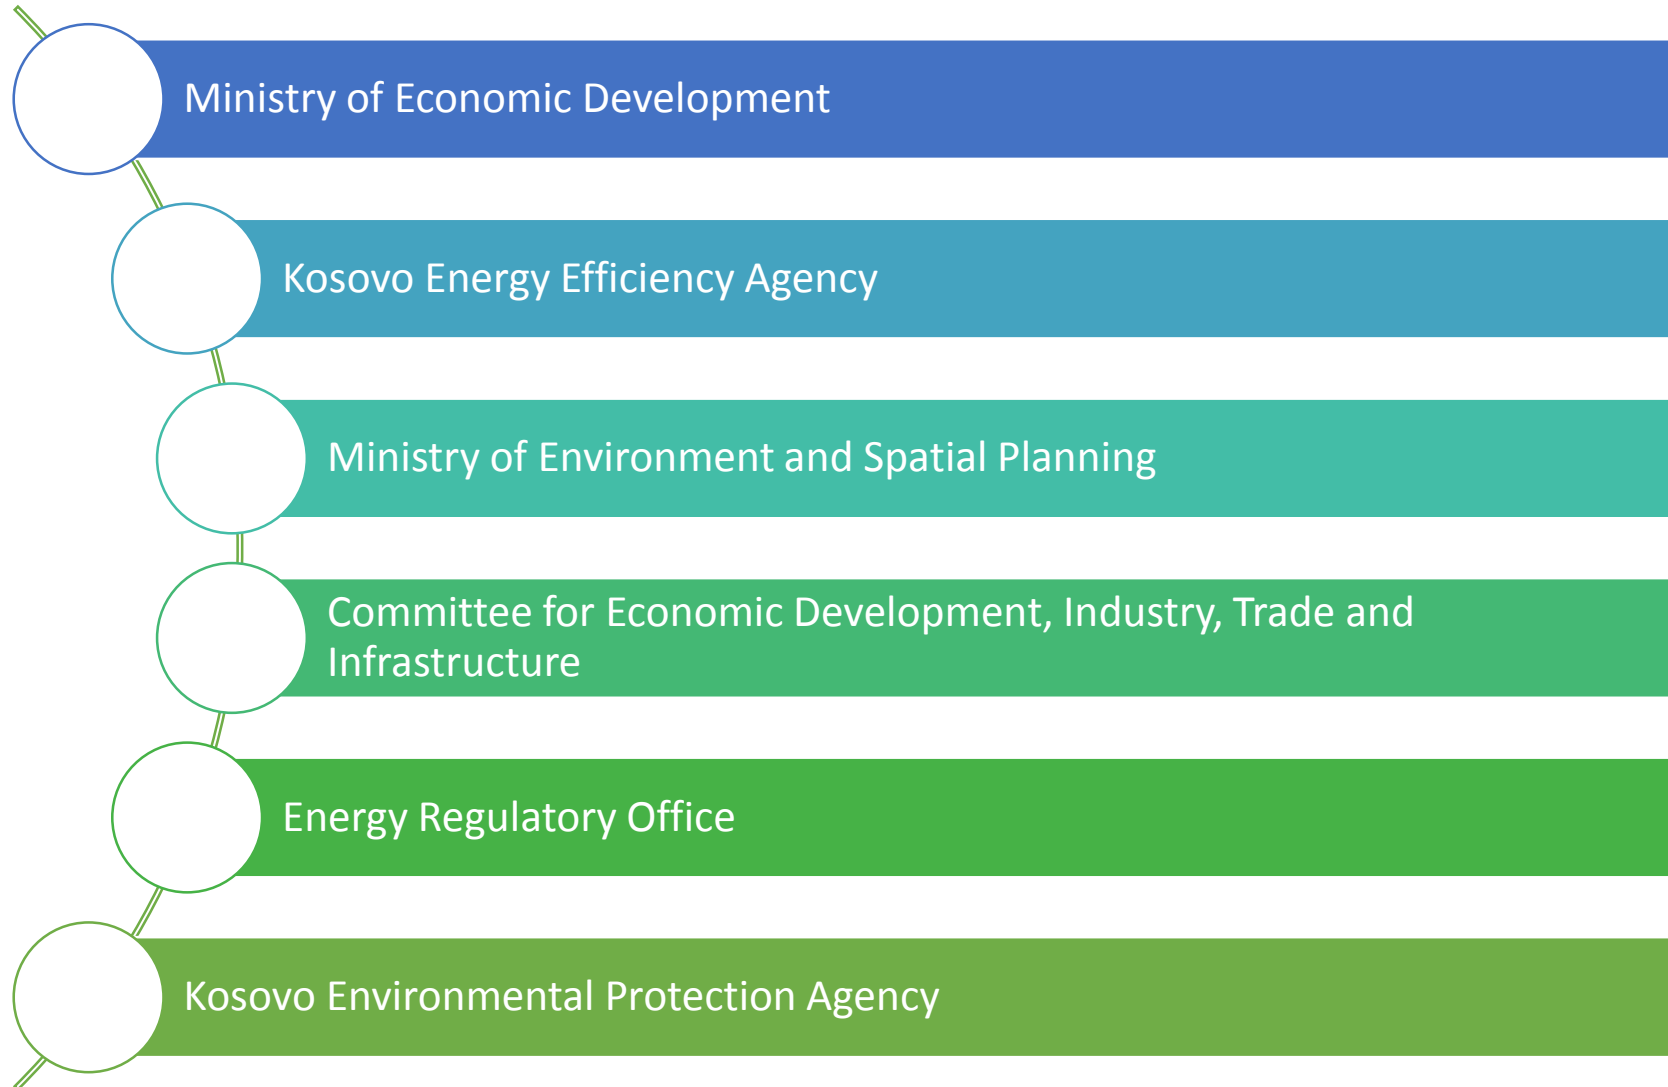 Ministry of Economic Development
Kosovo Energy Efficiency Agency
Ministry of Environment and Spatial Planning
Committee for Economic Development, Industry, Trade and
Infrastructure
Energy Regulatory Office
Kosovo Environmental Protection Agency